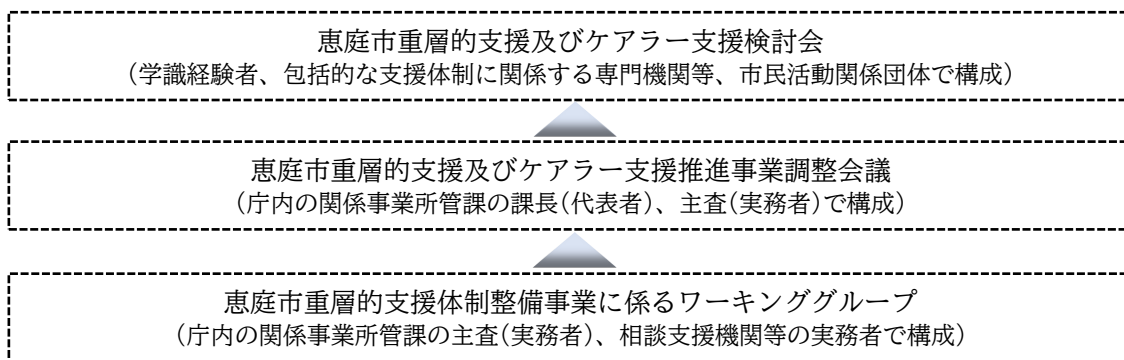 恵庭市重層的支援及びケアラー支援検討会
（学識経験者、包括的な支援体制に関係する専門機関等、市民活動関係団体で構成）
恵庭市重層的支援及びケアラー支援推進事業調整会議
（庁内の関係事業所管課の課長（代表者）、主査（実務者）で構成）
恵庭市重層的支援体制整備事業に係るワーキンググループ
（庁内の関係事業所管課の主査（実務者）、相談支援機関等の実務者で構成）